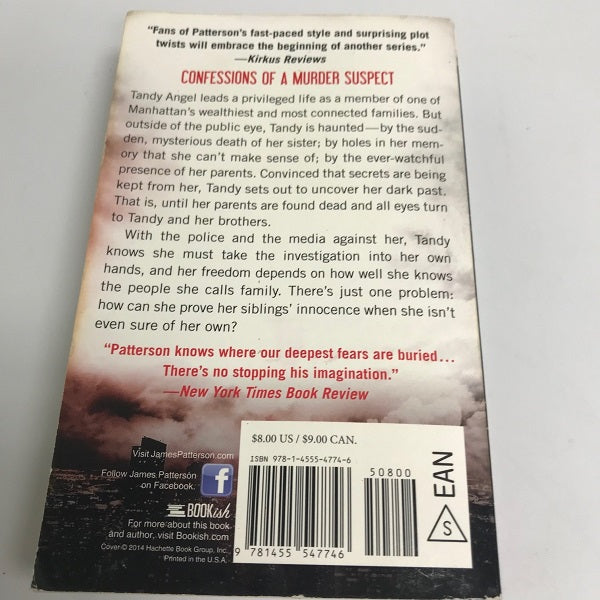 "Fans of Patterson's fast-paced style and surprising plot
twists will embrace the beginning of another series."
—Kirkus Reviews
CONFESSIONS OF A MURDER SUSPECT
Tandy Angel leads a privileged life as a member of one of
Manhattan's wealthiest and most connected families. But
outside of the public eye, Tandy is haunted—by the sud-
den, mysterious death of her sister; by holes in her mem-
ory that she can't make sense of; by the ever-watchful
presence of her parents. Convinced that secrets are being
kept from her, Tandy sets out to uncover her dark past.
That is, until her parents are found dead and all eyes turn
to Tandy and her brothers.
With the police and the media against her, Tandy
knows she must take the investigation into her own
hands, and her freedom depends on how well she knows
the people she calls family. There's just one problem:
how can she prove her siblings' innocence when she isn't
even sure of her own?
"Patterson knows where our deepest fears are buried...
There's no stopping his imagination."
—New York Times Book Review
$8.00 US / $9.00 CAN.
ISBN 978-1-4555-4774-6
50800
9 781455 547746
S
EAN
Visit JamesPatterson.com
Follow James Patterson
on Facebook.
f
BOOKish
For more about this book
and author, visit Bookish.com
Cover © 2014 Hachette Book Group, Inc.
Printed in the U.S.A.